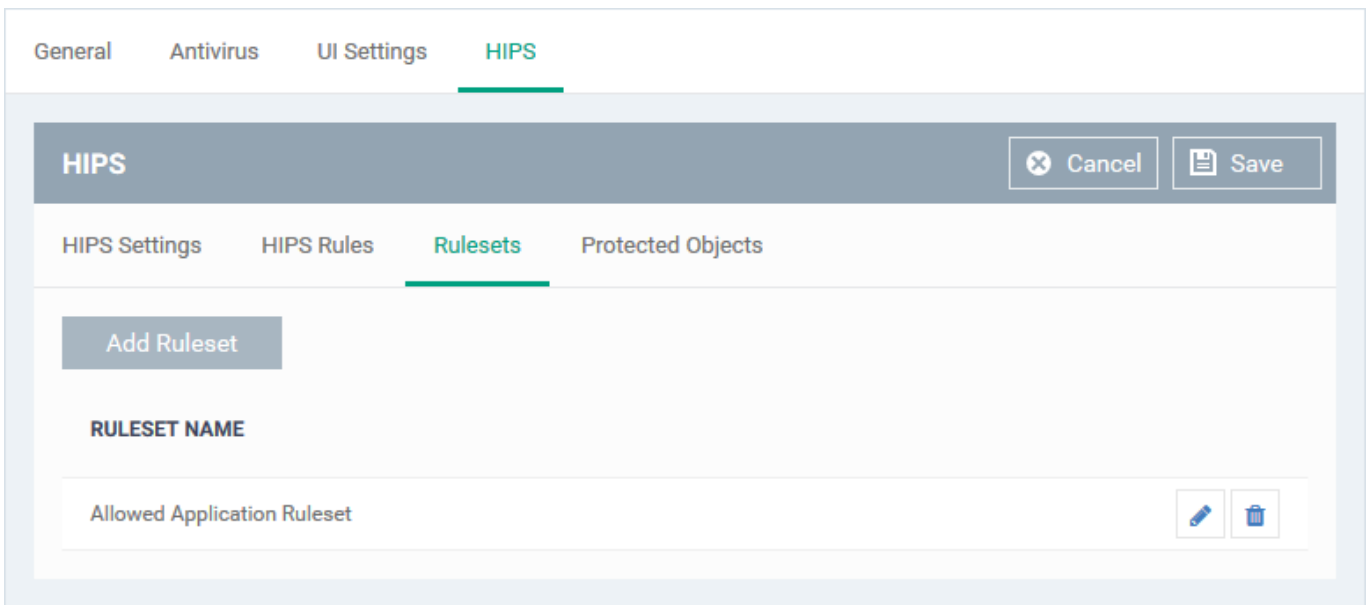 General Antivirus UI Settings HIPS
HIPS Cancel Save
HIPS Settings HIPS Rules Rulesets Protected Objects
Add Ruleset
RULESET NAME
Allowed Application Ruleset